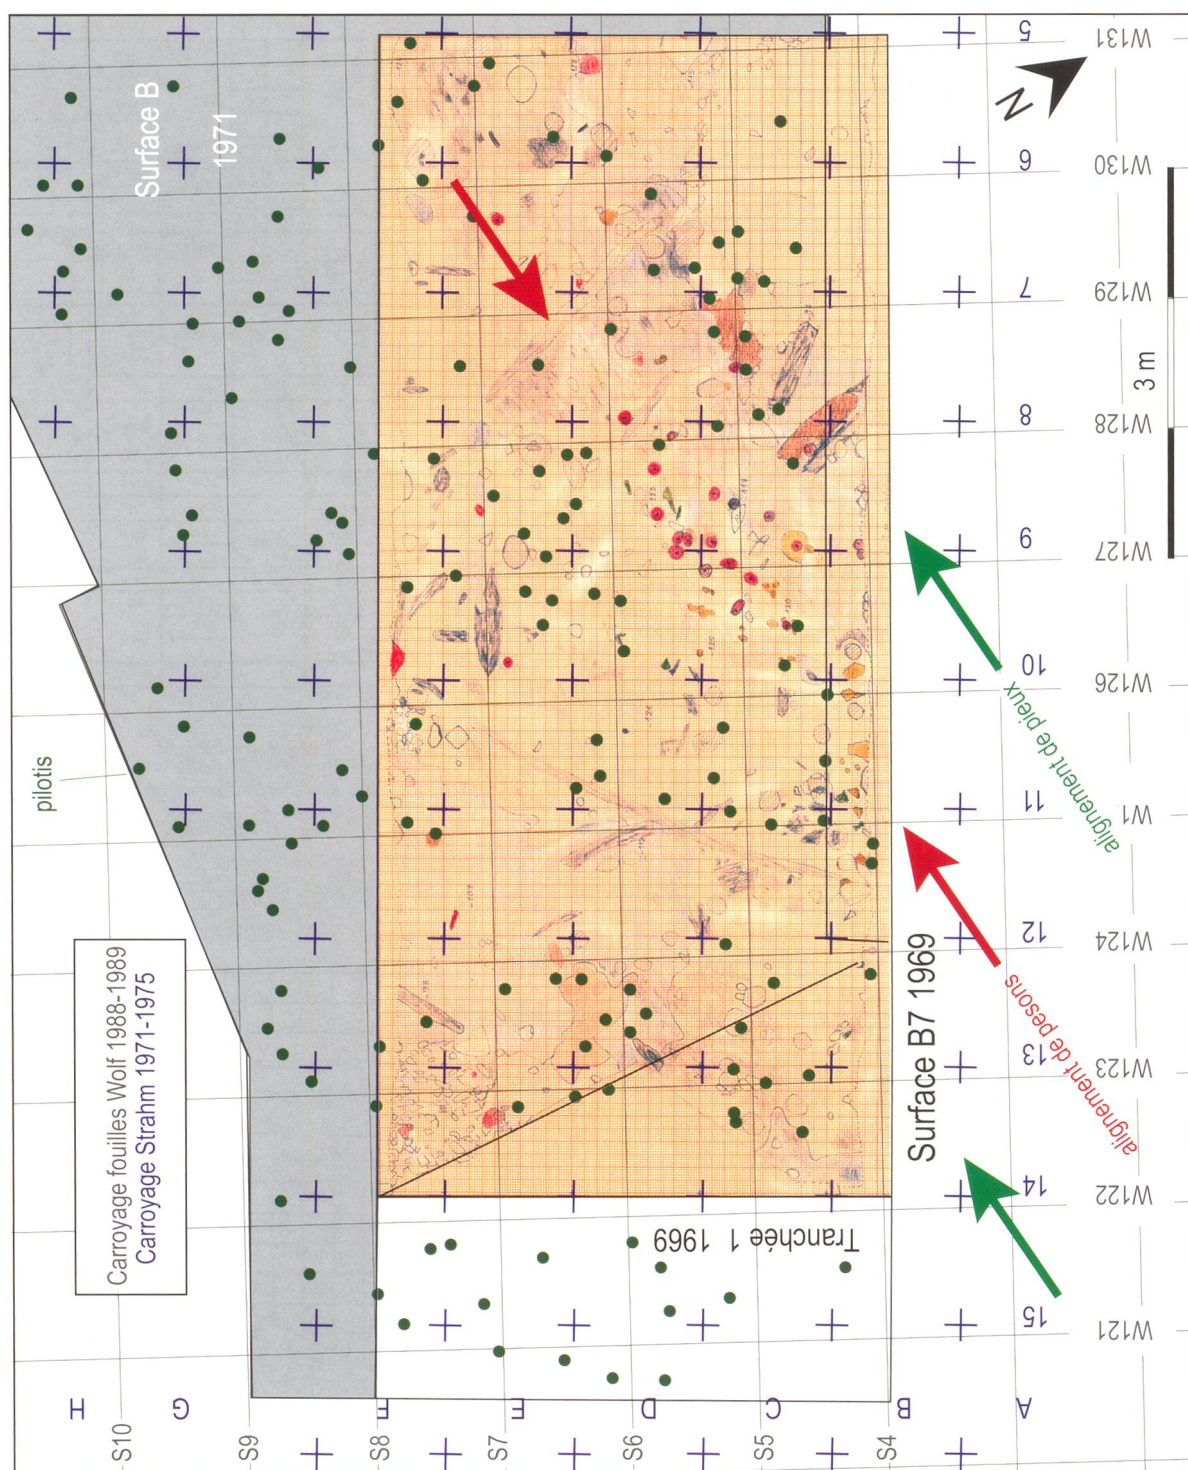 5
W131
N
Surface B
1971
6
W130
7
W129
3 m
8
W128
9
W127
10
W126
alignement de pieux
pilotis
11
W1
12
W124
Carroyage fouilles Wolf 1988-1989
Carroyage Strahm 1971-1975
Surface B7 1969
alignement de pesons
13
W123
14
W122
Tranchée 1 1969
15
W121
H
G
F
E
D
C
B
A
S10
S9
S8
S7
S6
S5
S4